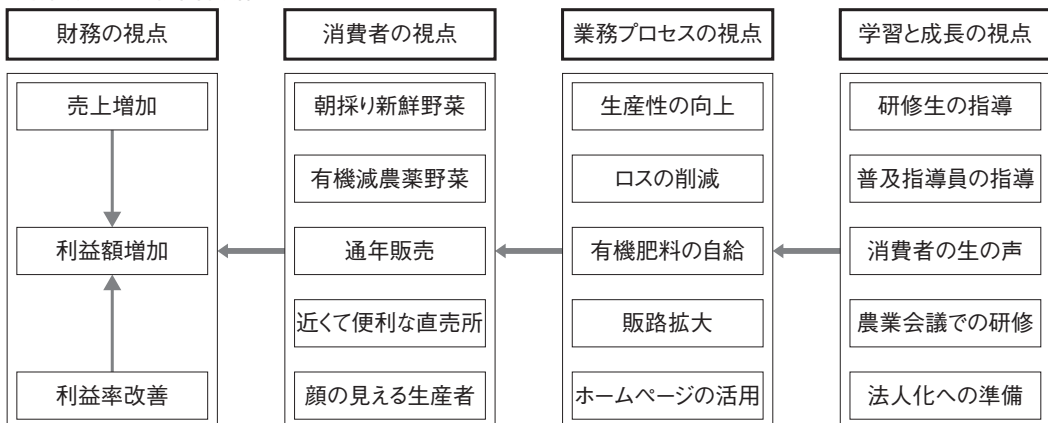 財務の視点
消費者の視点
業務プロセスの視点
学習と成長の視点
売上増加
利益額増加
利益率改善
朝採り新鮮野菜
有機減農薬野菜
通年販売
近くて便利な直売所
顔の見える生産者
生産性の向上
ロスの削減
有機肥料の自給
販路拡大
ホームページの活用
研修生の指導
普及指導員の指導
消費者の生の声
農業会議での研修
法人化への準備